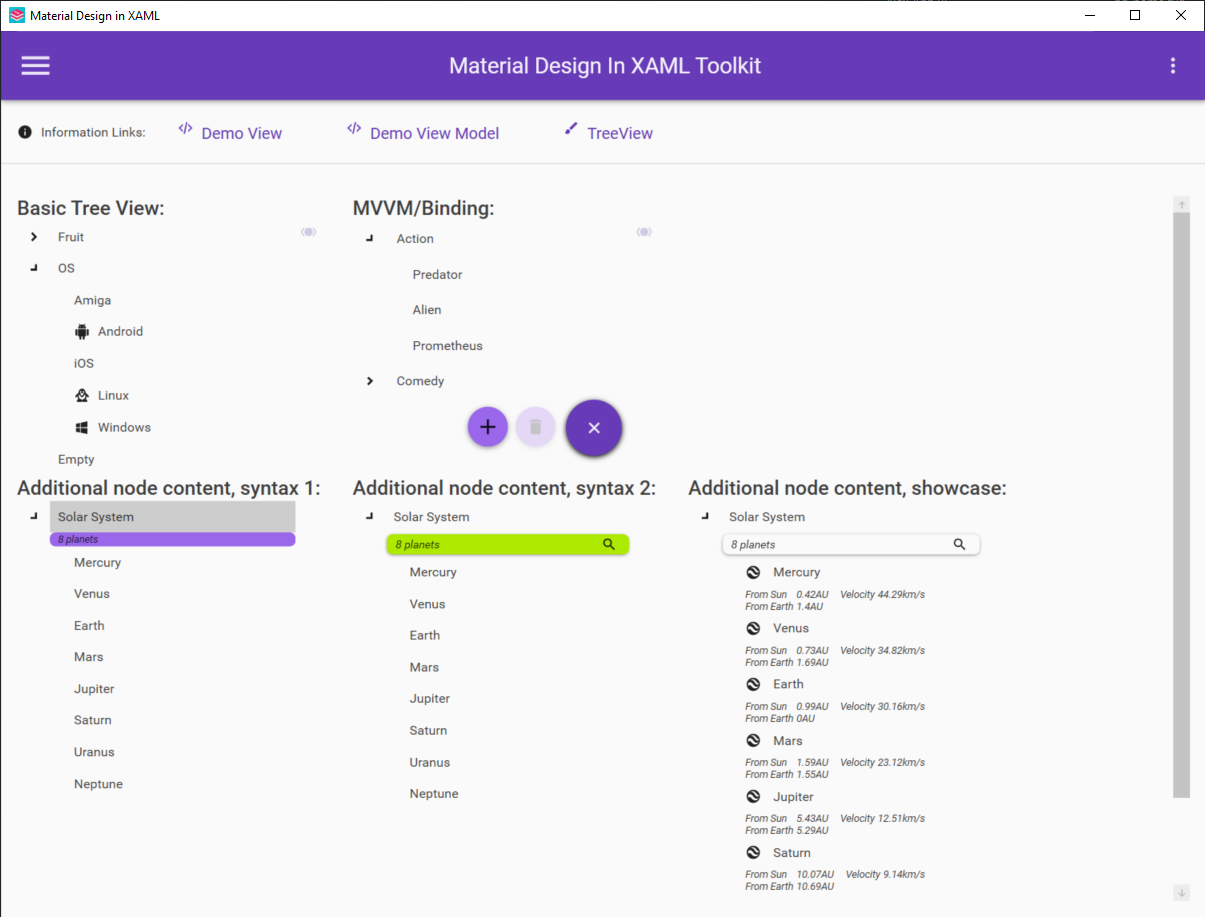 Material Design in XAML
Material Design In XAML Toolkit
Information Links:
Demo View
Demo View Model
TreeView
Basic Tree View:
Fruit
OS
Amiga
Android
iOS
Linux
Windows
Empty
MVVM/Binding:
Action
Predator
Alien
Prometheus
Comedy
Additional node content, syntax 1:
Solar System
8 planets
Mercury
Venus
Earth
Mars
Jupiter
Saturn
Uranus
Neptune
Additional node content, syntax 2:
Solar System
8 planets
Mercury
Venus
Earth
Mars
Jupiter
Saturn
Uranus
Neptune
Additional node content, showcase:
Solar System
8 planets
Mercury
From Sun 0.42AU Velocity 44.29km/s
From Earth 1.4AU
Venus
From Sun 0.73AU Velocity 34.82km/s
From Earth 1.69AU
Earth
From Sun 0.99AU Velocity 30.16km/s
From Earth 0AU
Mars
From Sun 1.59AU Velocity 23.12km/s
From Earth 1.55AU
Jupiter
From Sun 5.43AU Velocity 12.51km/s
From Earth 5.29AU
Saturn
From Sun 10.07AU Velocity 9.14km/s
From Earth 10.69AU